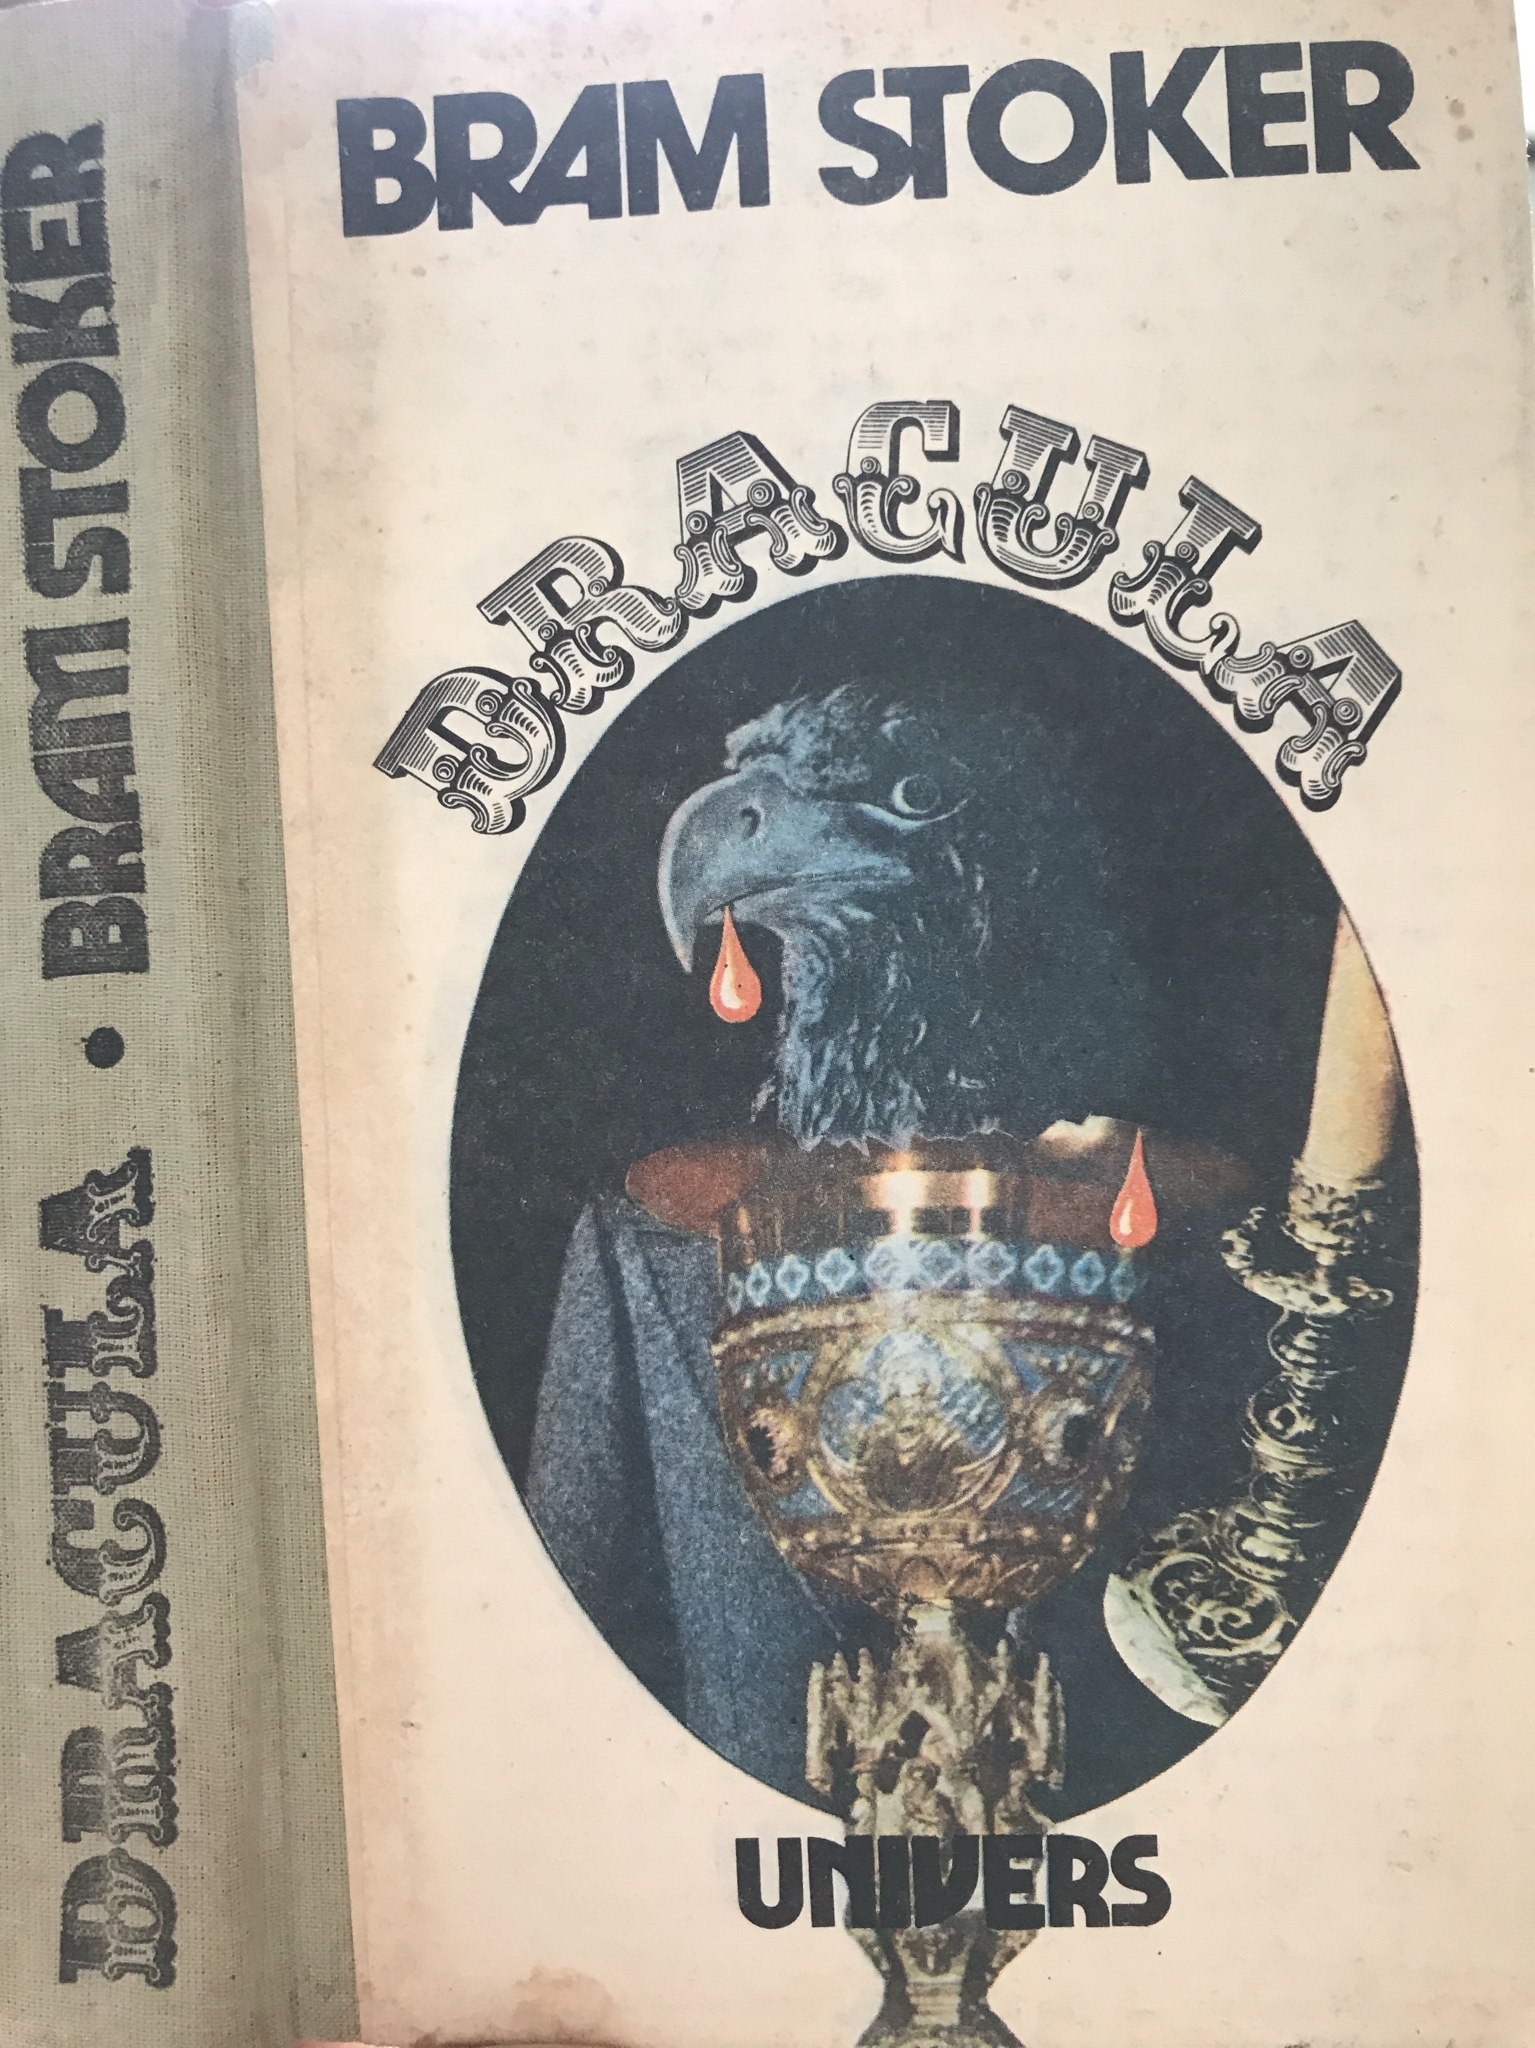 BRAM STOKER
DRACULA
UNIVERS
DRACULA • BRAM STOKER